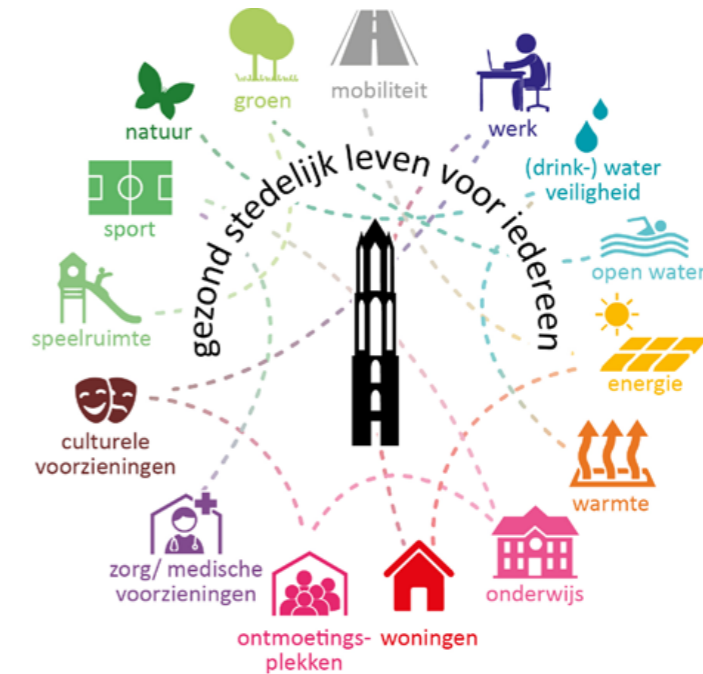 groen
mobiliteit
werk
natuur
(drink-) water
veiligheid
sport
open water
speelruimte
energie
culturele
voorzieningen
warmte
zorg/ medische
voorzieningen
ontmoetings-
plekken
woningen
onderwijs
gezond stedelijk leven voor iedereen